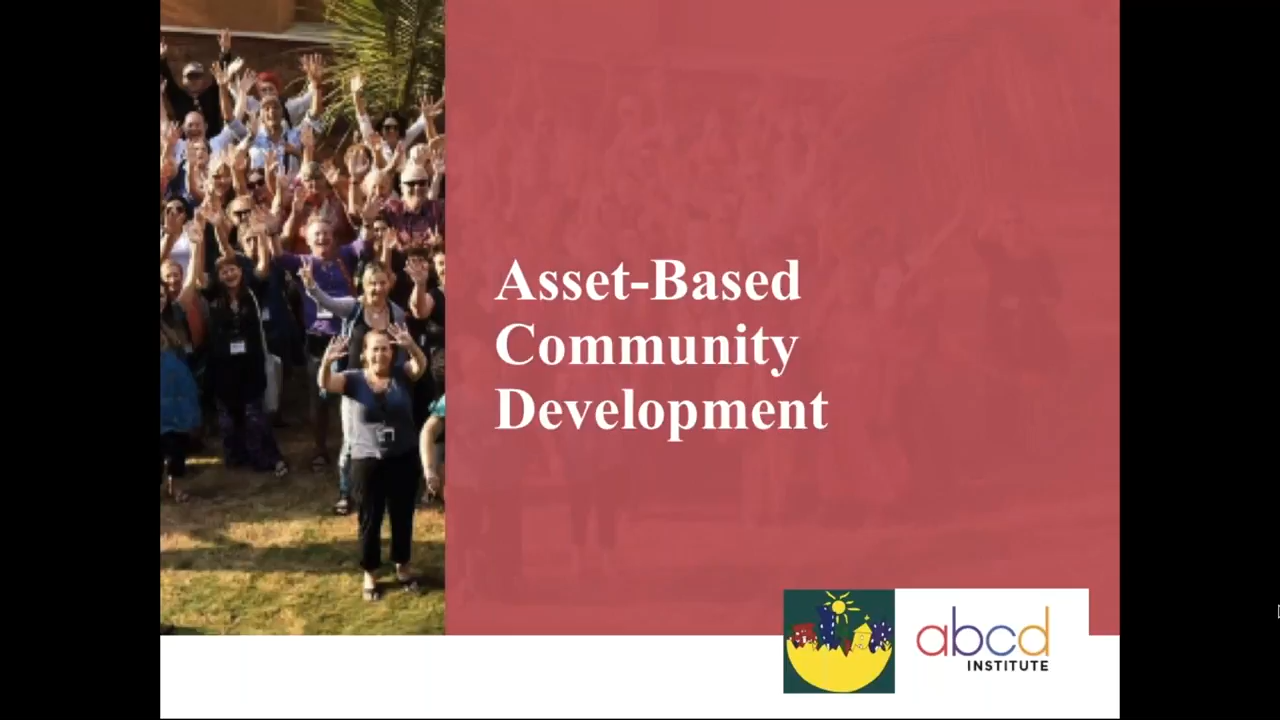 Asset-Based
Community
Development
abcd
INSTITUTE